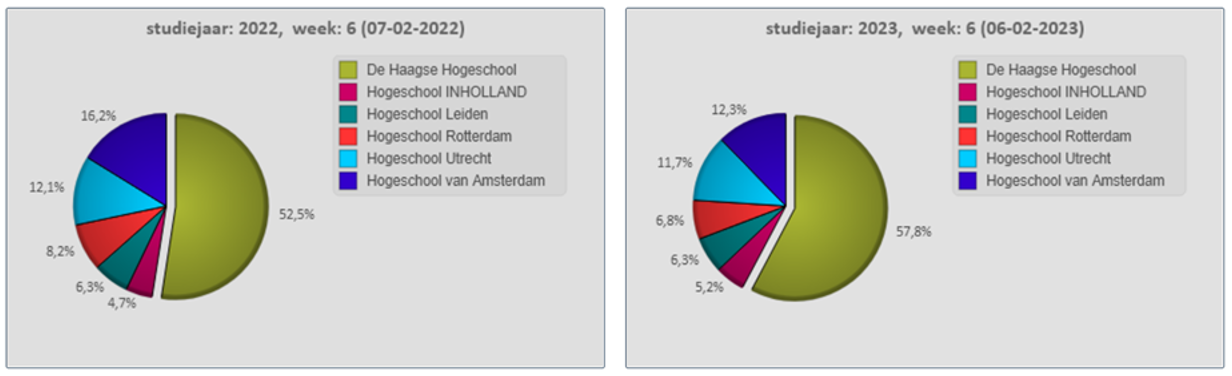 studiejaar: 2022, week: 6 (07-02-2022)
De Haagse Hogeschool
Hogeschool INHOLLAND
Hogeschool Leiden
Hogeschool Rotterdam
Hogeschool Utrecht
Hogeschool van Amsterdam
16,2%
12,1%
52,5%
8,2%
6,3%
4,7%
studiejaar: 2023, week: 6 (06-02-2023)
De Haagse Hogeschool
Hogeschool INHOLLAND
Hogeschool Leiden
Hogeschool Rotterdam
Hogeschool Utrecht
Hogeschool van Amsterdam
12,3%
11,7%
6,8%
57,8%
6,3%
5,2%